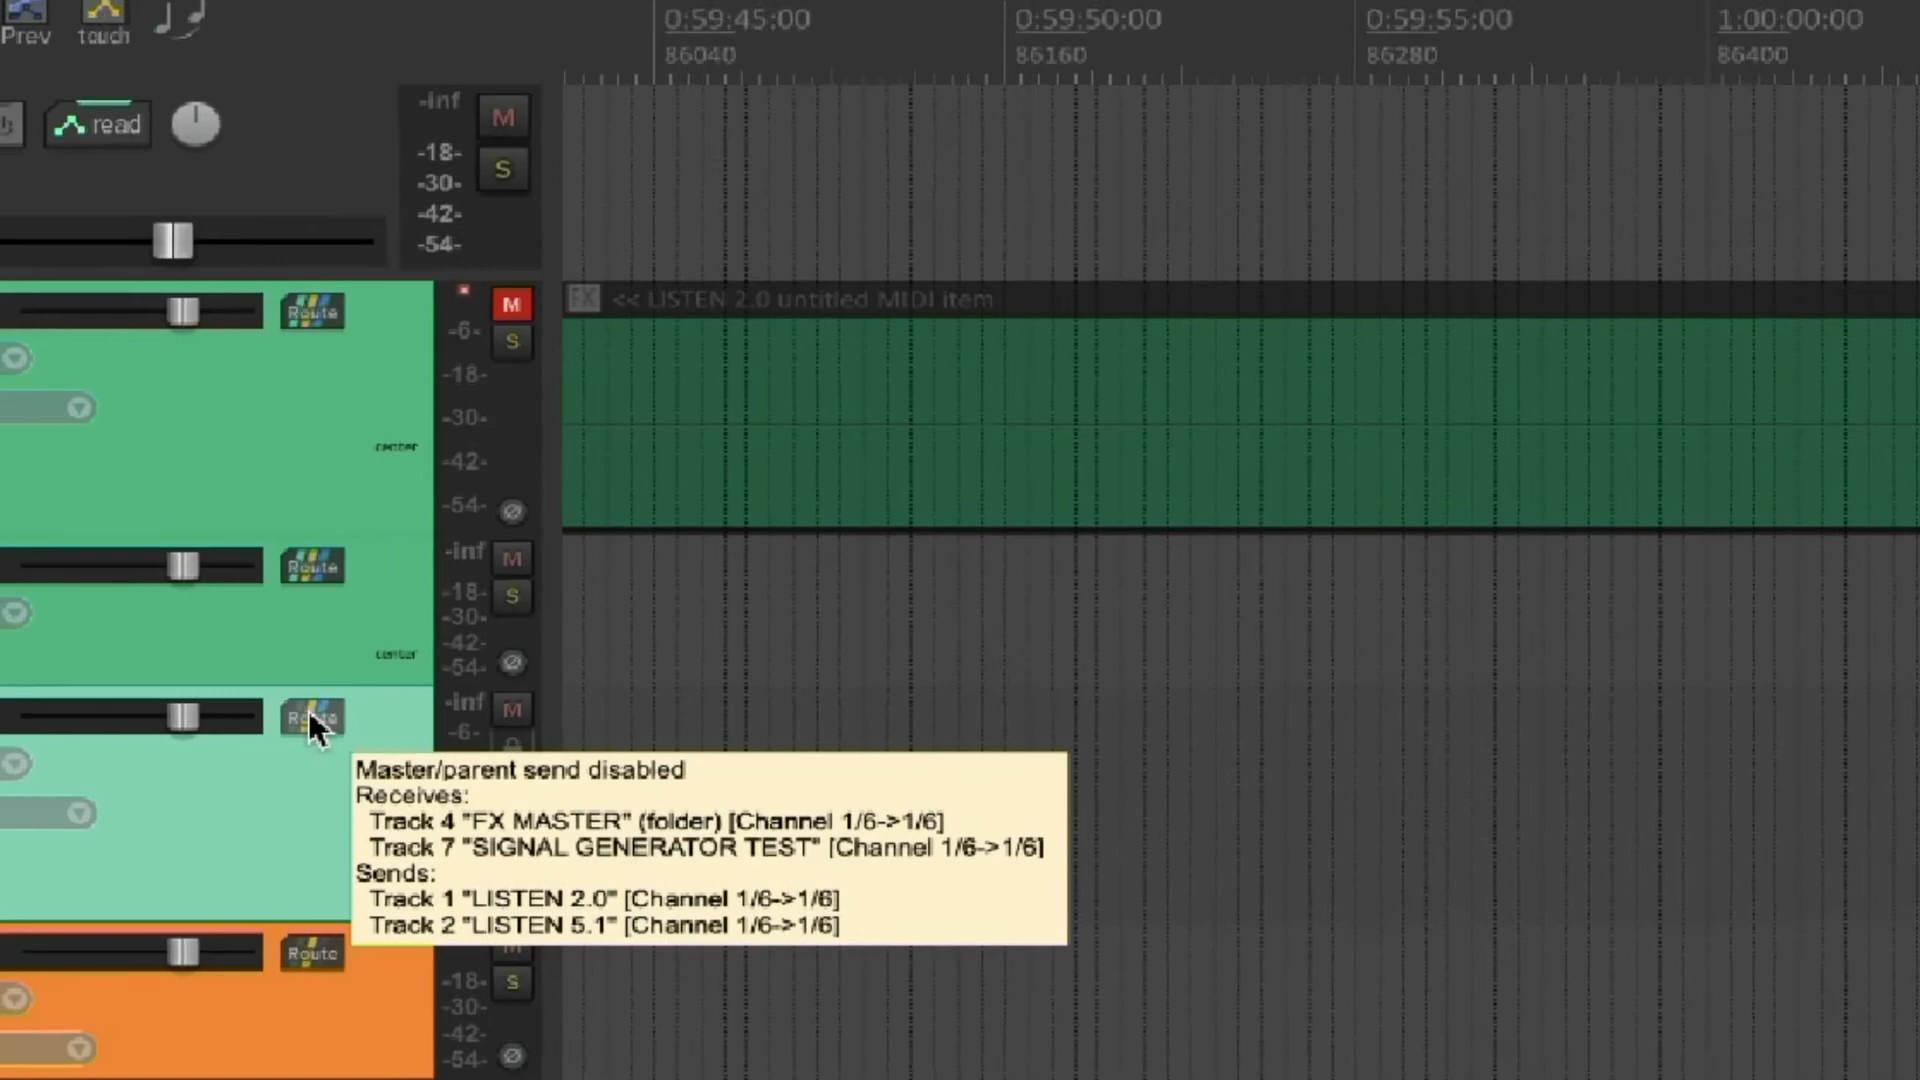 Prev touch
0:59:45:00 0:59:50:00 0:59:55:00 1:00:00:00
86040 86160 86280 86400
read
-inf M
-18- S
-30-
-42-
-54-
Route
M
-6- S
-18-
-30-
-42-
-54-
center
FX << LISTEN 2.0 untitled MIDI item
Route
-inf M
-18- S
-30-
-42-
-54-
center
Route
-inf M
-6-
Master/parent send disabled
Receives:
Track 4 "FX MASTER" (folder) [Channel 1/6->1/6]
Track 7 "SIGNAL GENERATOR TEST" [Channel 1/6->1/6]
Sends:
Track 1 "LISTEN 2.0" [Channel 1/6->1/6]
Track 2 "LISTEN 5.1" [Channel 1/6->1/6]
Route
M
-18- S
-30-
-42-
-54-